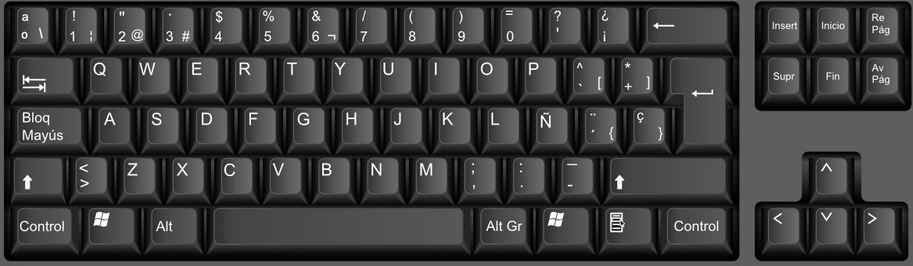 a º \ ! 1 ¦ " 2 @ · 3 # $ 4 % 5 & 6 ¬ / 7 ( 8 ) 9 = 0 ? ' ¿ ¡ ← Insert Inicio Re Pág
Q W E R T Y U I O P ^ ` [ * + ] Supr Fin Av Pág
Bloq Mayús A S D F G H J K L Ñ ¨ ´ { ç }
< > Z X C V B N M ; , : . _ -
Control Alt Alt Gr Control